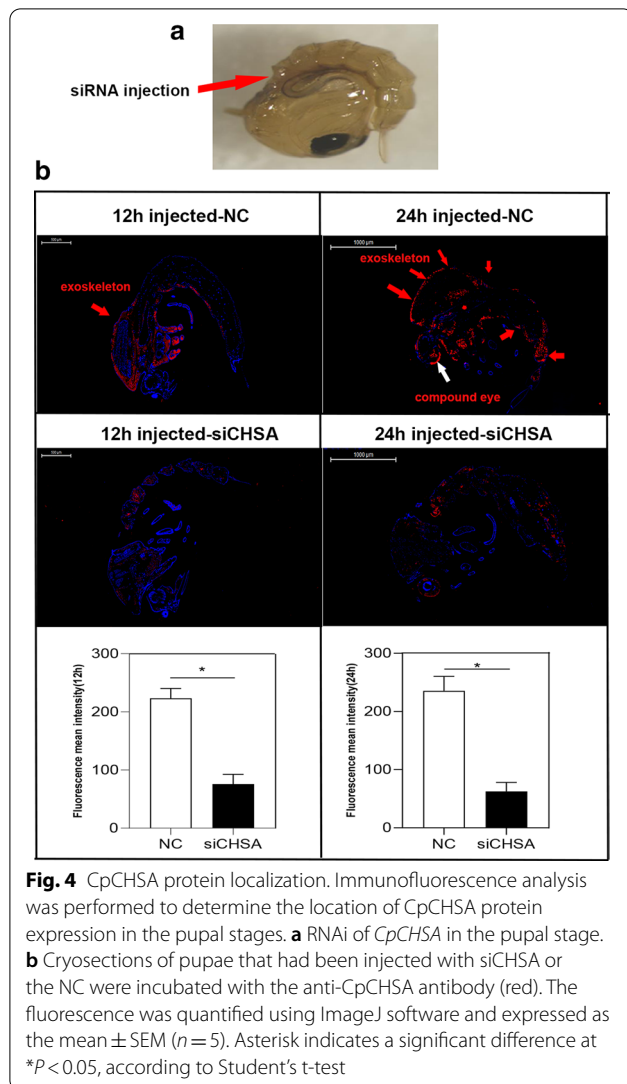 a
siRNA injection
b
12h injected-NC
24h injected-NC
1000 μm
exoskeleton
exoskeleton
compound eye
12h injected-siCHSA
24h injected-siCHSA
1000 μm
Fluorescence mean intensity(12h)
300
200
100
0
*
NC
siCHSA
Fluorescence mean intensity(24h)
300
200
100
0
*
NC
siCHSA
Fig. 4 CpCHSA protein localization. Immunofluorescence analysis
was performed to determine the location of CpCHSA protein
expression in the pupal stages. a RNAi of CpCHSA in the pupal stage.
b Cryosections of pupae that had been injected with siCHSA or
the NC were incubated with the anti-CpCHSA antibody (red). The
fluorescence was quantified using ImageJ software and expressed as
the mean ± SEM (n = 5). Asterisk indicates a significant difference at
*P < 0.05, according to Student's t-test